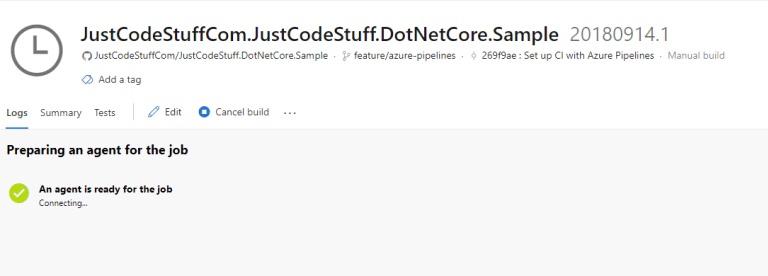 JustCodeStuffCom.JustCodeStuff.DotNetCore.Sample 20180914.1
JustCodeStuffCom/JustCodeStuff.DotNetCore.Sample · feature/azure-pipelines · 269f9ae : Set up CI with Azure Pipelines · Manual build
Add a tag
Logs Summary Tests Edit Cancel build ...
Preparing an agent for the job
An agent is ready for the job
Connecting...